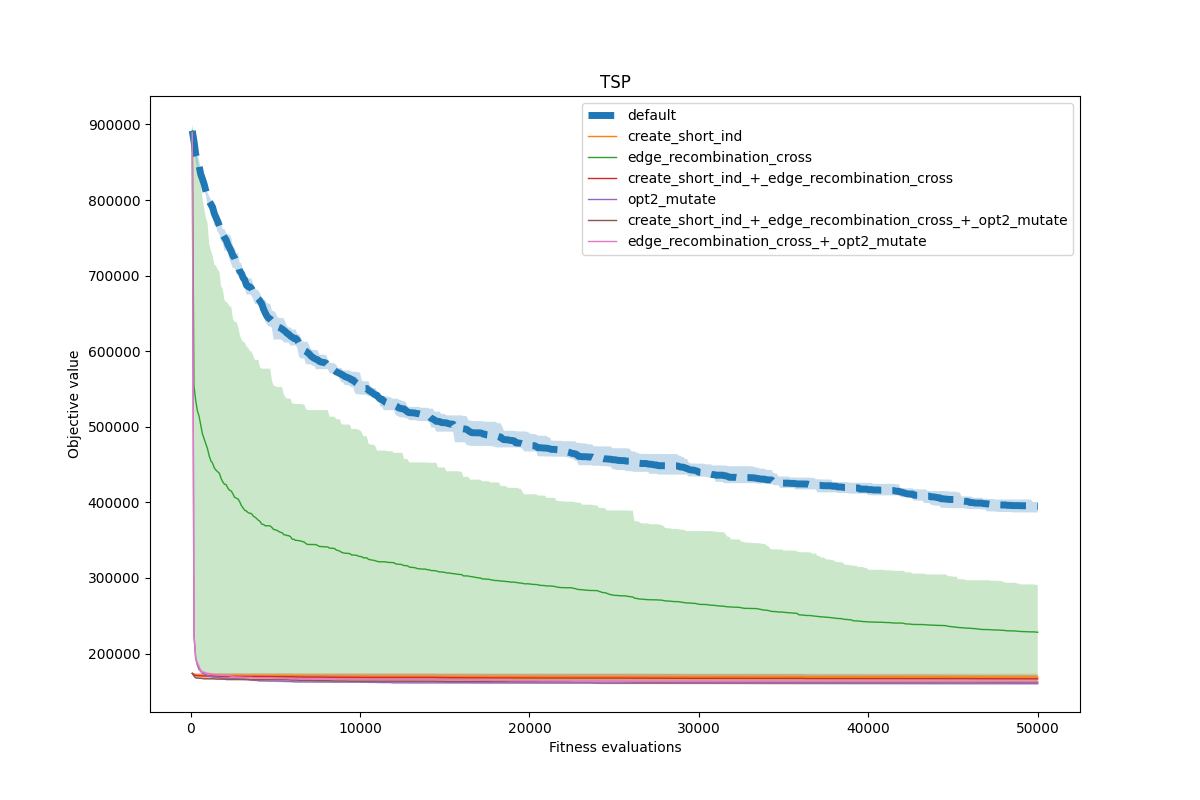 TSP
900000
800000
700000
600000
500000
400000
300000
200000
Objective value
default
create_short_ind
edge_recombination_cross
create_short_ind_+_edge_recombination_cross
opt2_mutate
create_short_ind_+_edge_recombination_cross_+_opt2_mutate
edge_recombination_cross_+_opt2_mutate
0
10000
20000
30000
40000
50000
Fitness evaluations